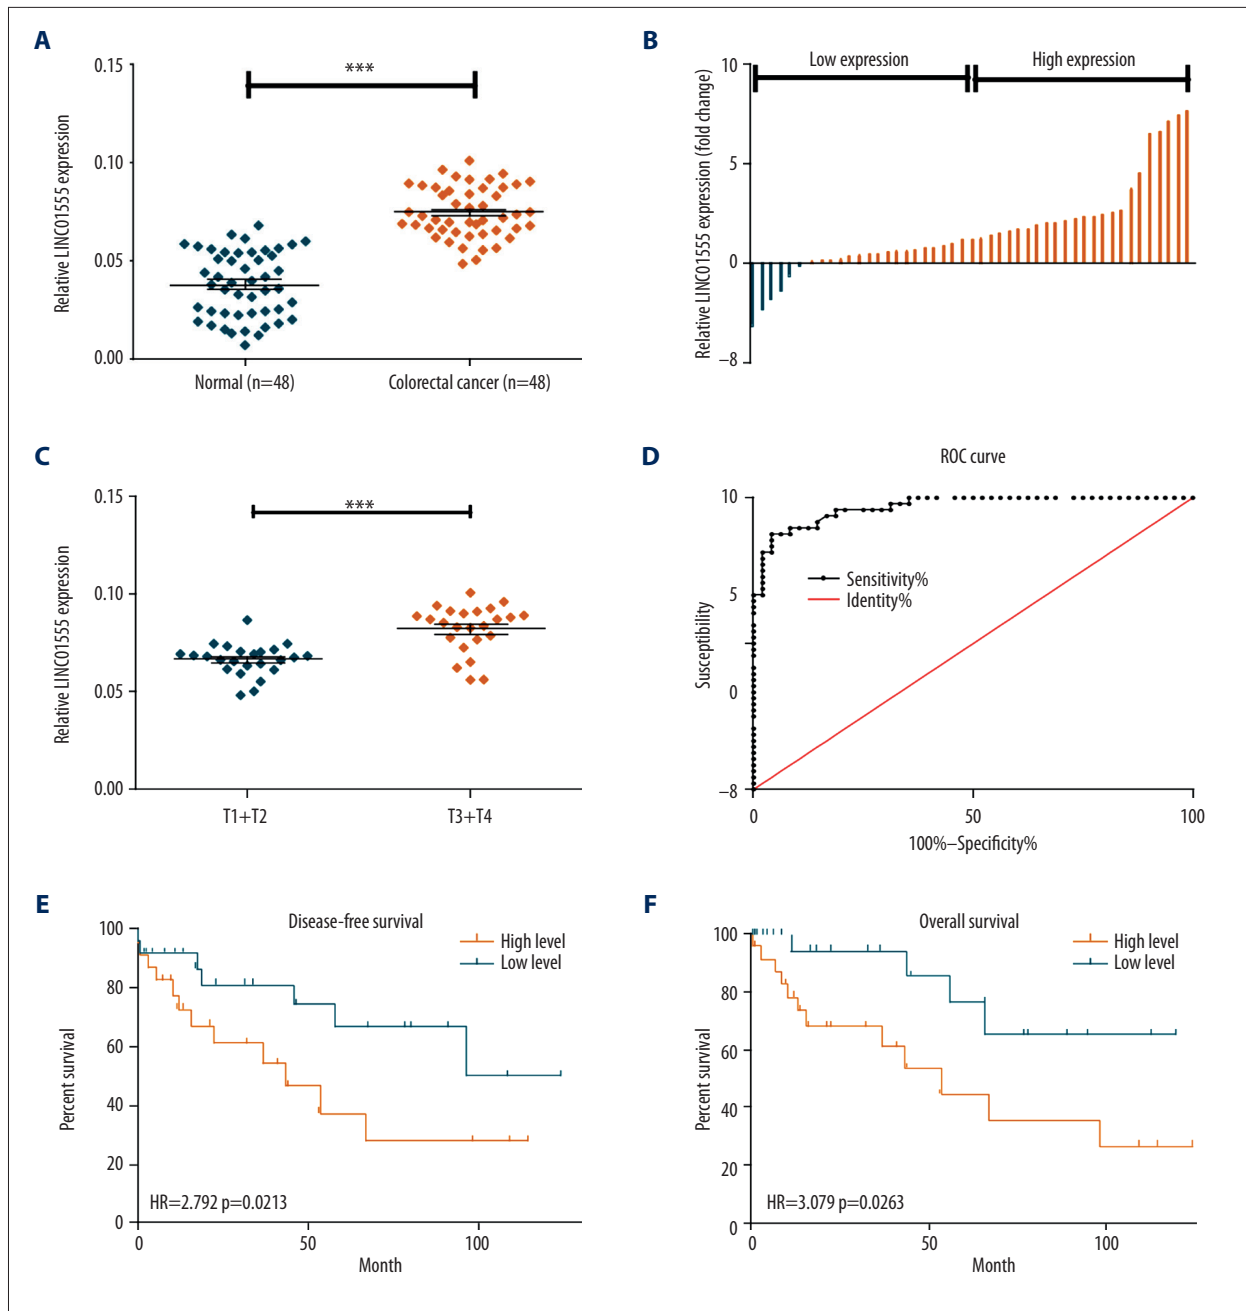 A
0.15
0.10
0.05
0.00
Relative LINC01555 expression
***
Normal (n=48)
Colorectal cancer (n=48)
B
10
5
0
−8
Relative LINC01555 expression (fold change)
Low expression
High expression
C
0.15
0.10
0.05
0.00
Relative LINC01555 expression
***
T1+T2
T3+T4
D
ROC curve
10
5
0
−8
Susceptibility
Sensitivity%
Identity%
0
50
100
100%−Specificity%
E
Disease-free survival
100
80
60
40
20
0
Percent survival
High level
Low level
HR=2.792 p=0.0213
0
50
100
Month
F
Overall survival
100
80
60
40
20
0
Percent survival
High level
Low level
HR=3.079 p=0.0263
0
50
100
Month